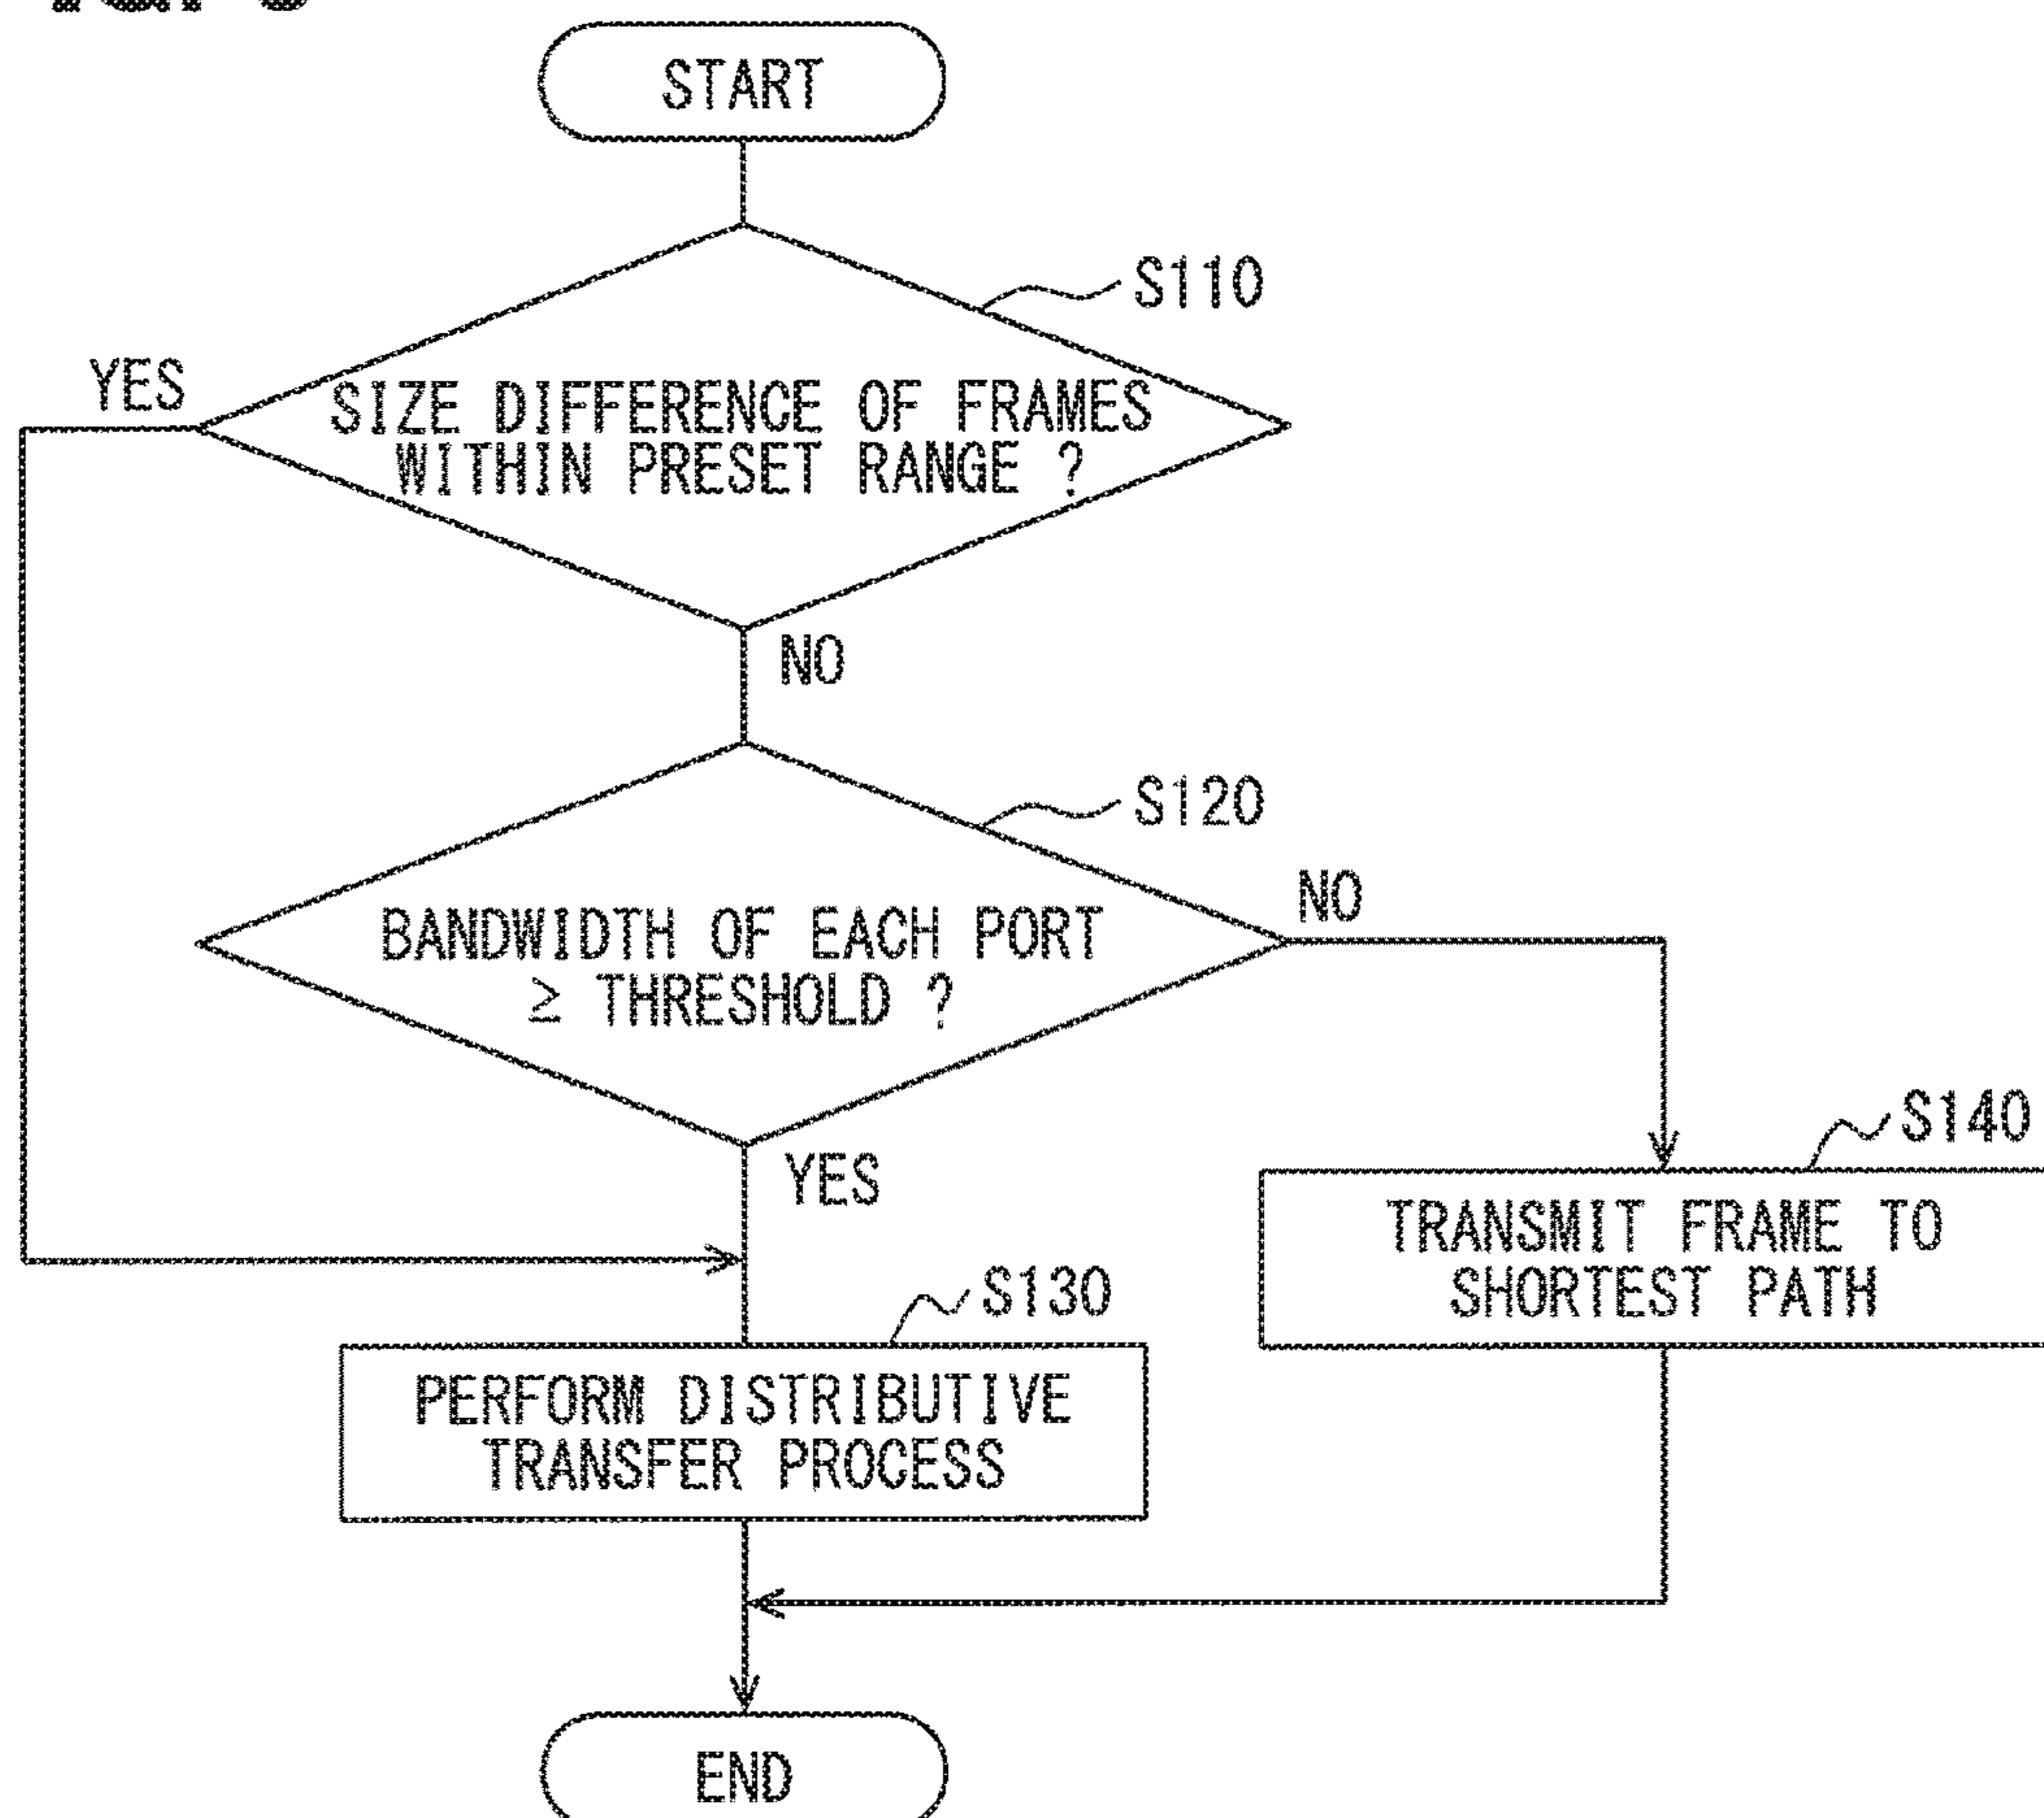 START
S110
YES
SIZE DIFFERENCE OF FRAMES
WITHIN PRESET RANGE ?
NO
S120
NO
BANDWIDTH OF EACH PORT
≥ THRESHOLD ?
YES
S140
TRANSMIT FRAME TO
SHORTEST PATH
S130
PERFORM DISTRIBUTIVE
TRANSFER PROCESS
END